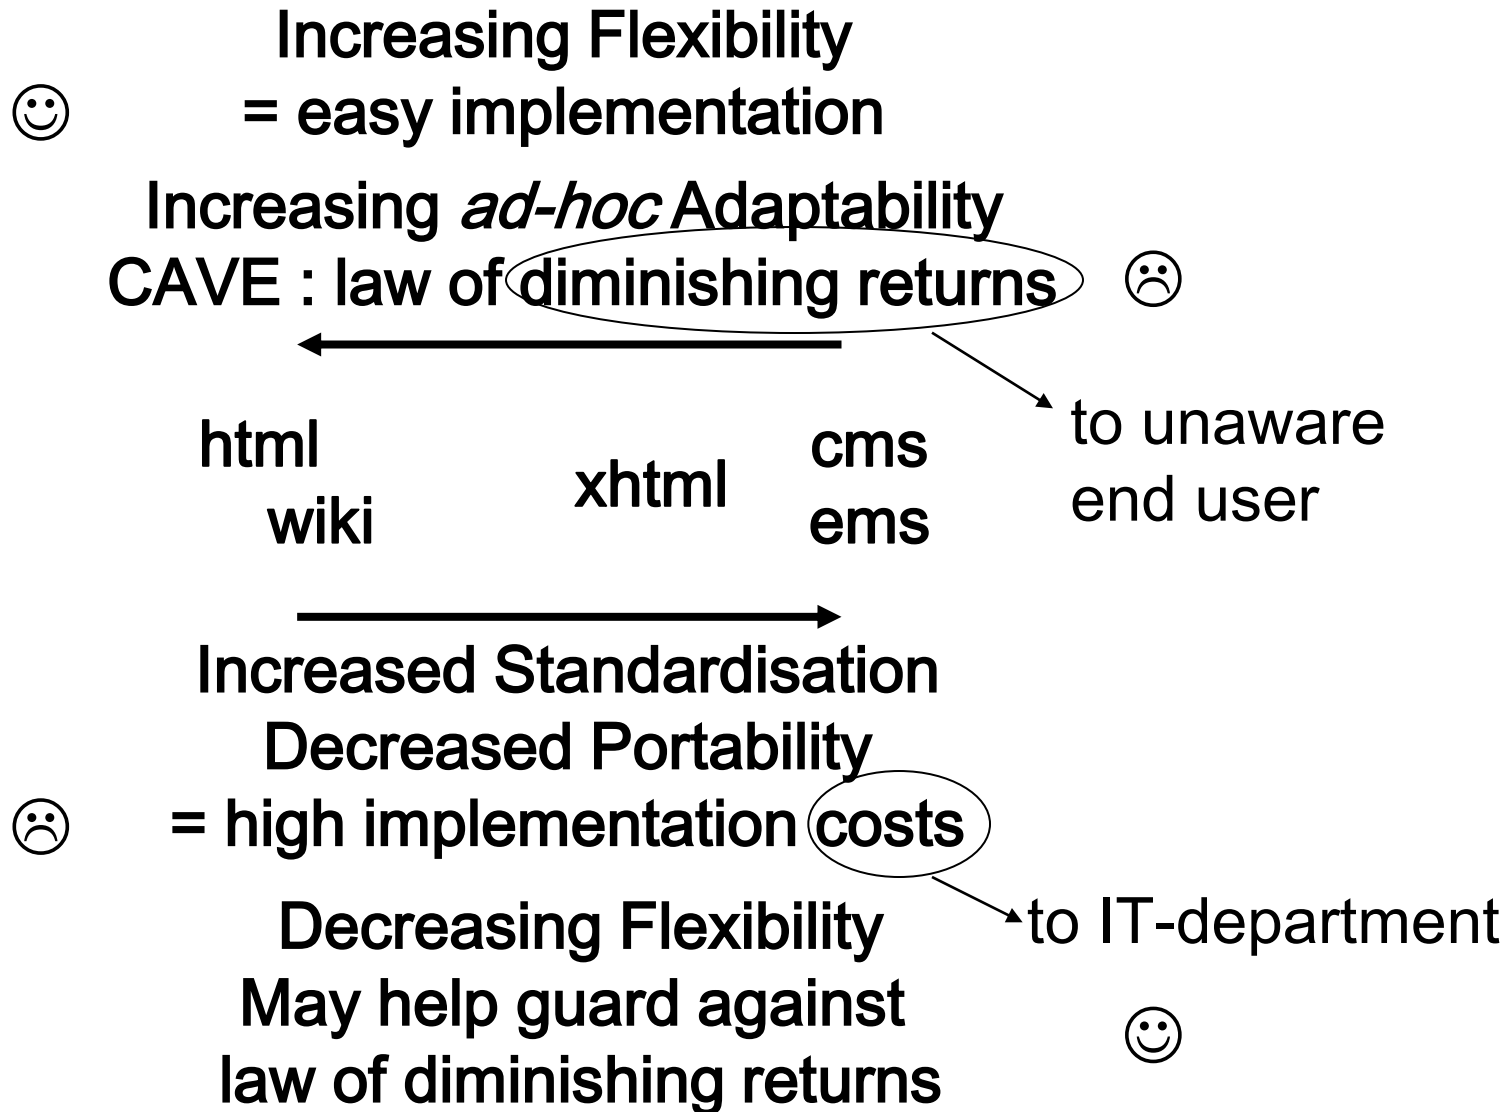 Increasing Flexibility
= easy implementation
Increasing ad-hoc Adaptability
CAVE : law of diminishing returns
to unaware
end user
html
wiki
xhtml
cms
ems
Increased Standardisation
Decreased Portability
= high implementation costs
to IT-department
Decreasing Flexibility
May help guard against
law of diminishing returns